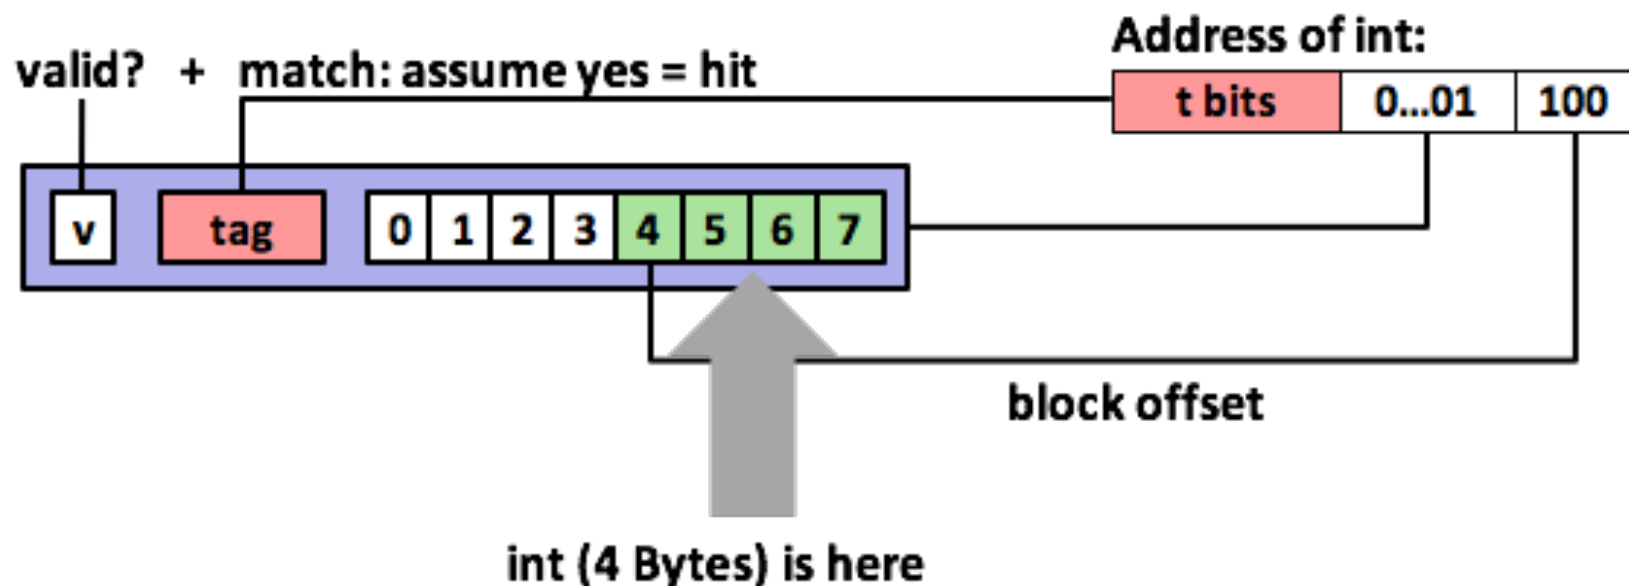 Address of int:
valid? + match: assume yes = hit
t bits 0...01 100
v tag 0 1 2 3 4 5 6 7
block offset
int (4 Bytes) is here